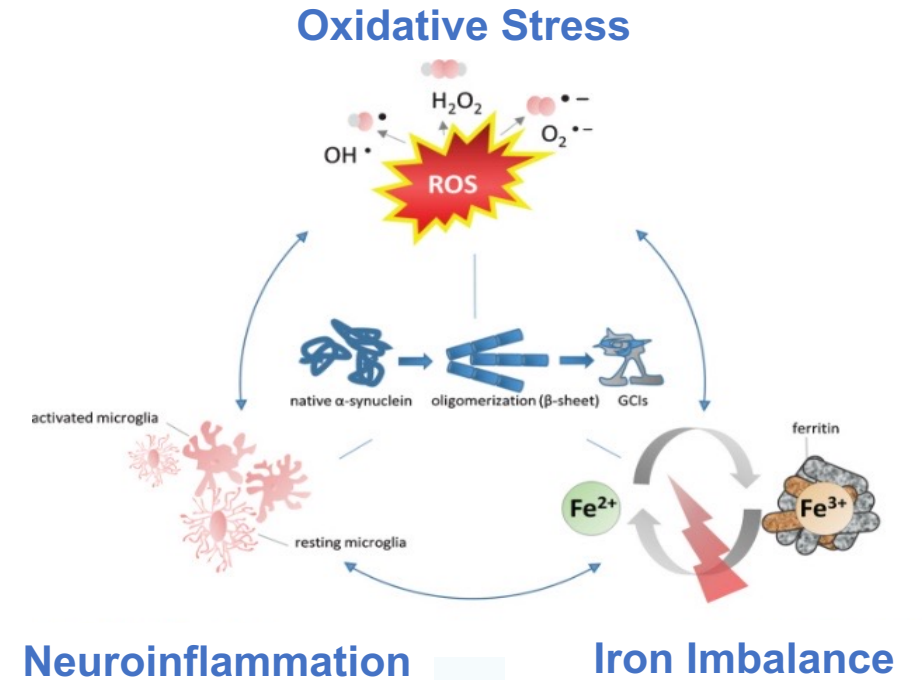 Oxidative Stress
H₂O₂
• –
•
O₂•–
OH •
ROS
native α-synuclein
oligomerization (β-sheet)
GCIs
activated microglia
resting microglia
ferritin
Fe²⁺
Fe³⁺
Neuroinflammation
Iron Imbalance